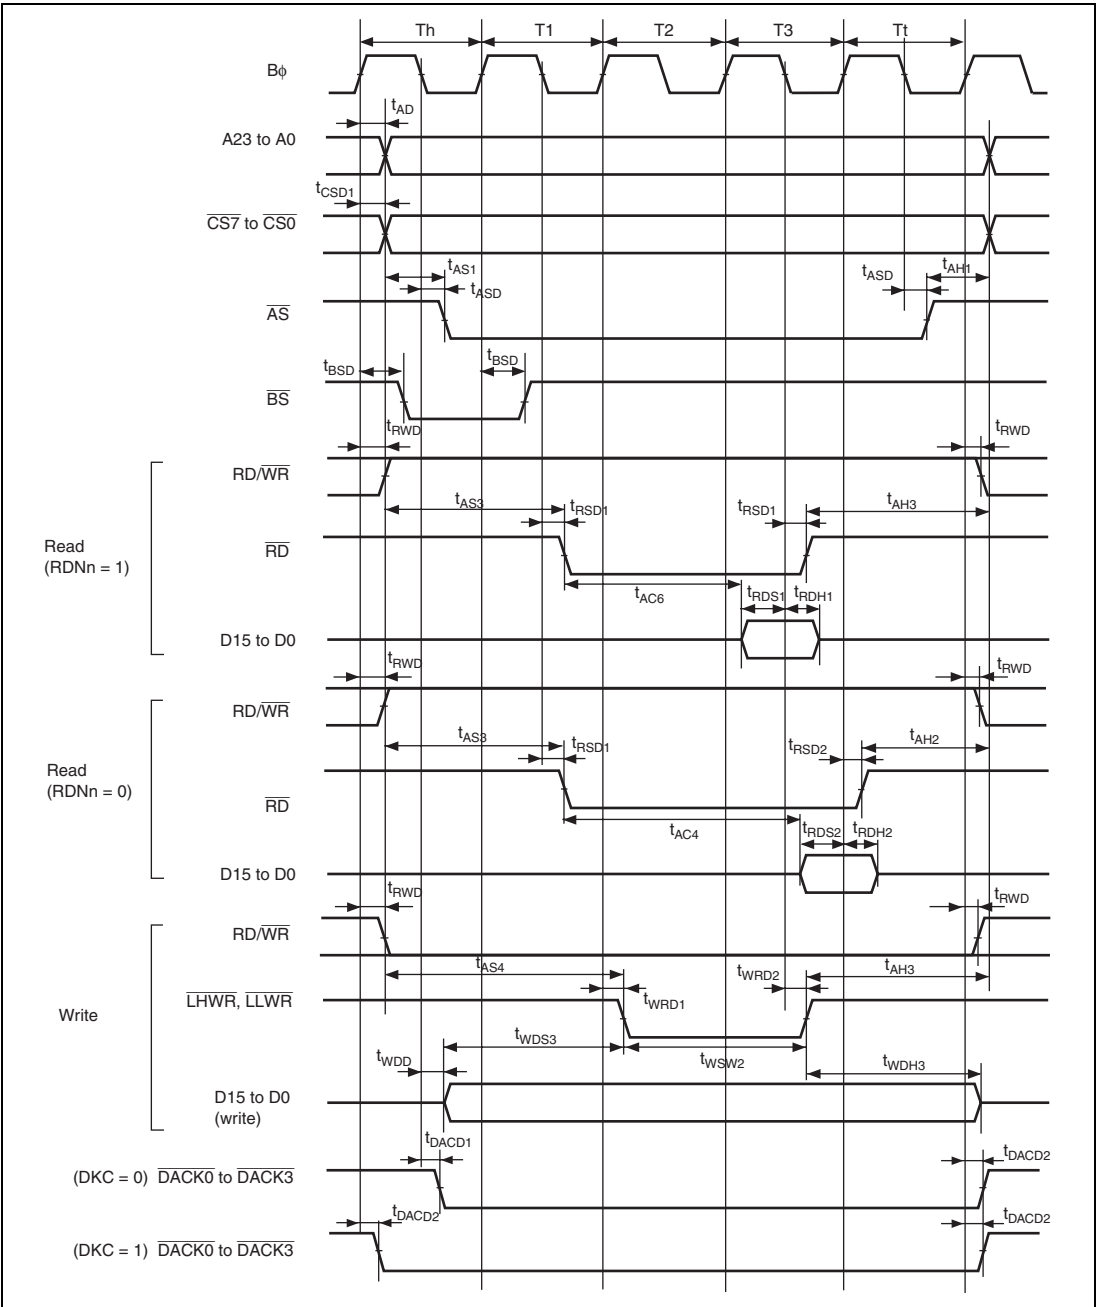 Th T1 T2 T3 Tt
Bϕ
tAD
A23 to A0
tCSD1
CS7 to CS0
tAS1
tASD
tASD
tAH1
AS
tBSD
tBSD
BS
tRWD
tRWD
RD/WR
tAS3
tRSD1
tRSD1
tAH3
Read
(RDNn = 1)
RD
tAC6
tRDS1
tRDH1
D15 to D0
tRWD
tRWD
RD/WR
tAS3
tRSD1
tRSD2
tAH2
Read
(RDNn = 0)
RD
tAC4
tRDS2
tRDH2
D15 to D0
tRWD
tRWD
RD/WR
tAS4
tWRD2
tAH3
LHWR, LLWR
tWRD1
Write
tWDS3
tWSW2
tWDD
tWDH3
D15 to D0
(write)
tDACD1
tDACD2
(DKC = 0) DACK0 to DACK3
tDACD2
tDACD2
(DKC = 1) DACK0 to DACK3